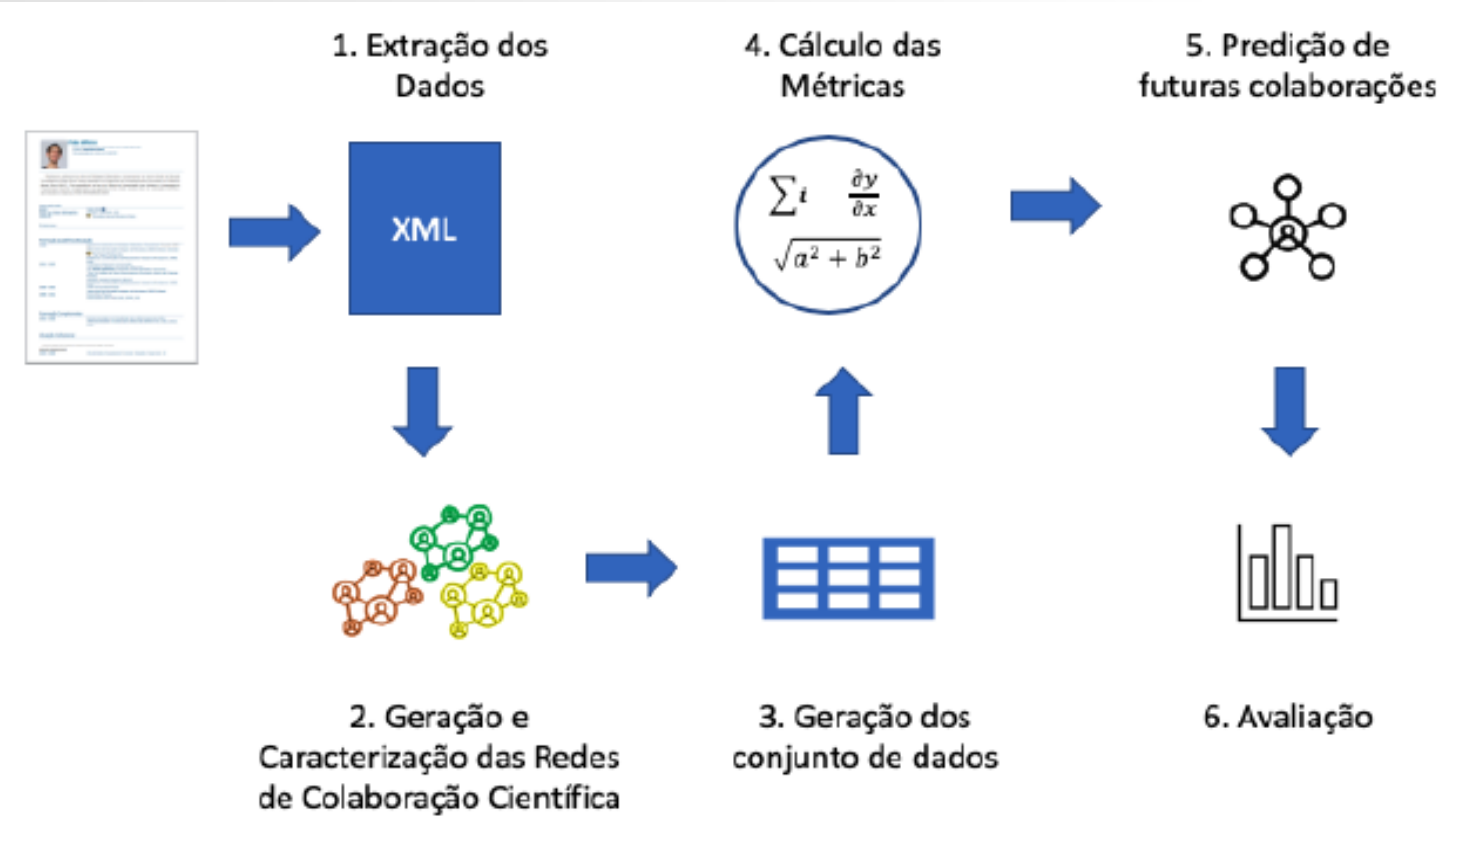 1. Extração dos
Dados
XML
2. Geração e
Caracterização das Redes
de Colaboração Científica
3. Geração dos
conjunto de dados
4. Cálculo das
Métricas
∑i ∂y/∂x
√a² + b²
5. Predição de
futuras colaborações
6. Avaliação